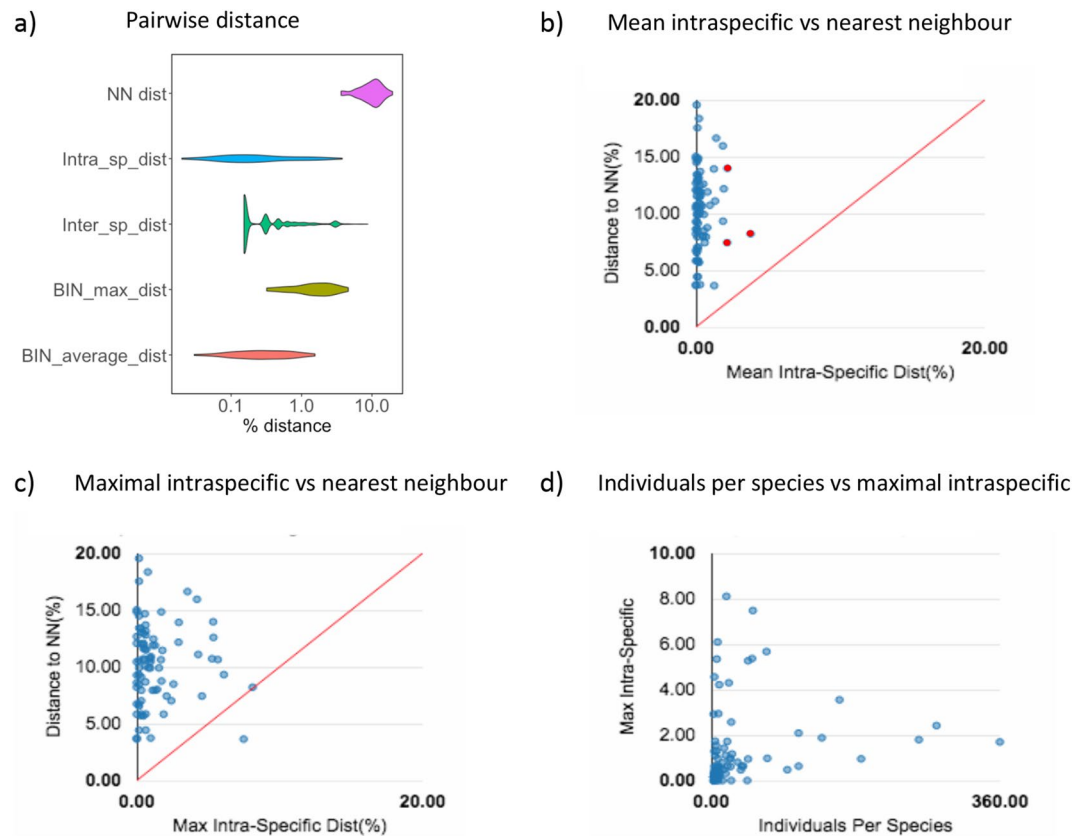 a)
Pairwise distance
NN dist
Intra_sp_dist
Inter_sp_dist
BIN_max_dist
BIN_average_dist
0.1 1.0 10.0
% distance
b)
Mean intraspecific vs nearest neighbour
20.00
15.00
10.00
5.00
0.00
Distance to NN(%)
0.00 20.00
Mean Intra-Specific Dist(%)
c)
Maximal intraspecific vs nearest neighbour
20.00
15.00
10.00
5.00
0.00
Distance to NN(%)
0.00 20.00
Max Intra-Specific Dist(%)
d)
Individuals per species vs maximal intraspecific
10.00
8.00
6.00
4.00
2.00
0.00
Max Intra-Specific
0.00 360.00
Individuals Per Species